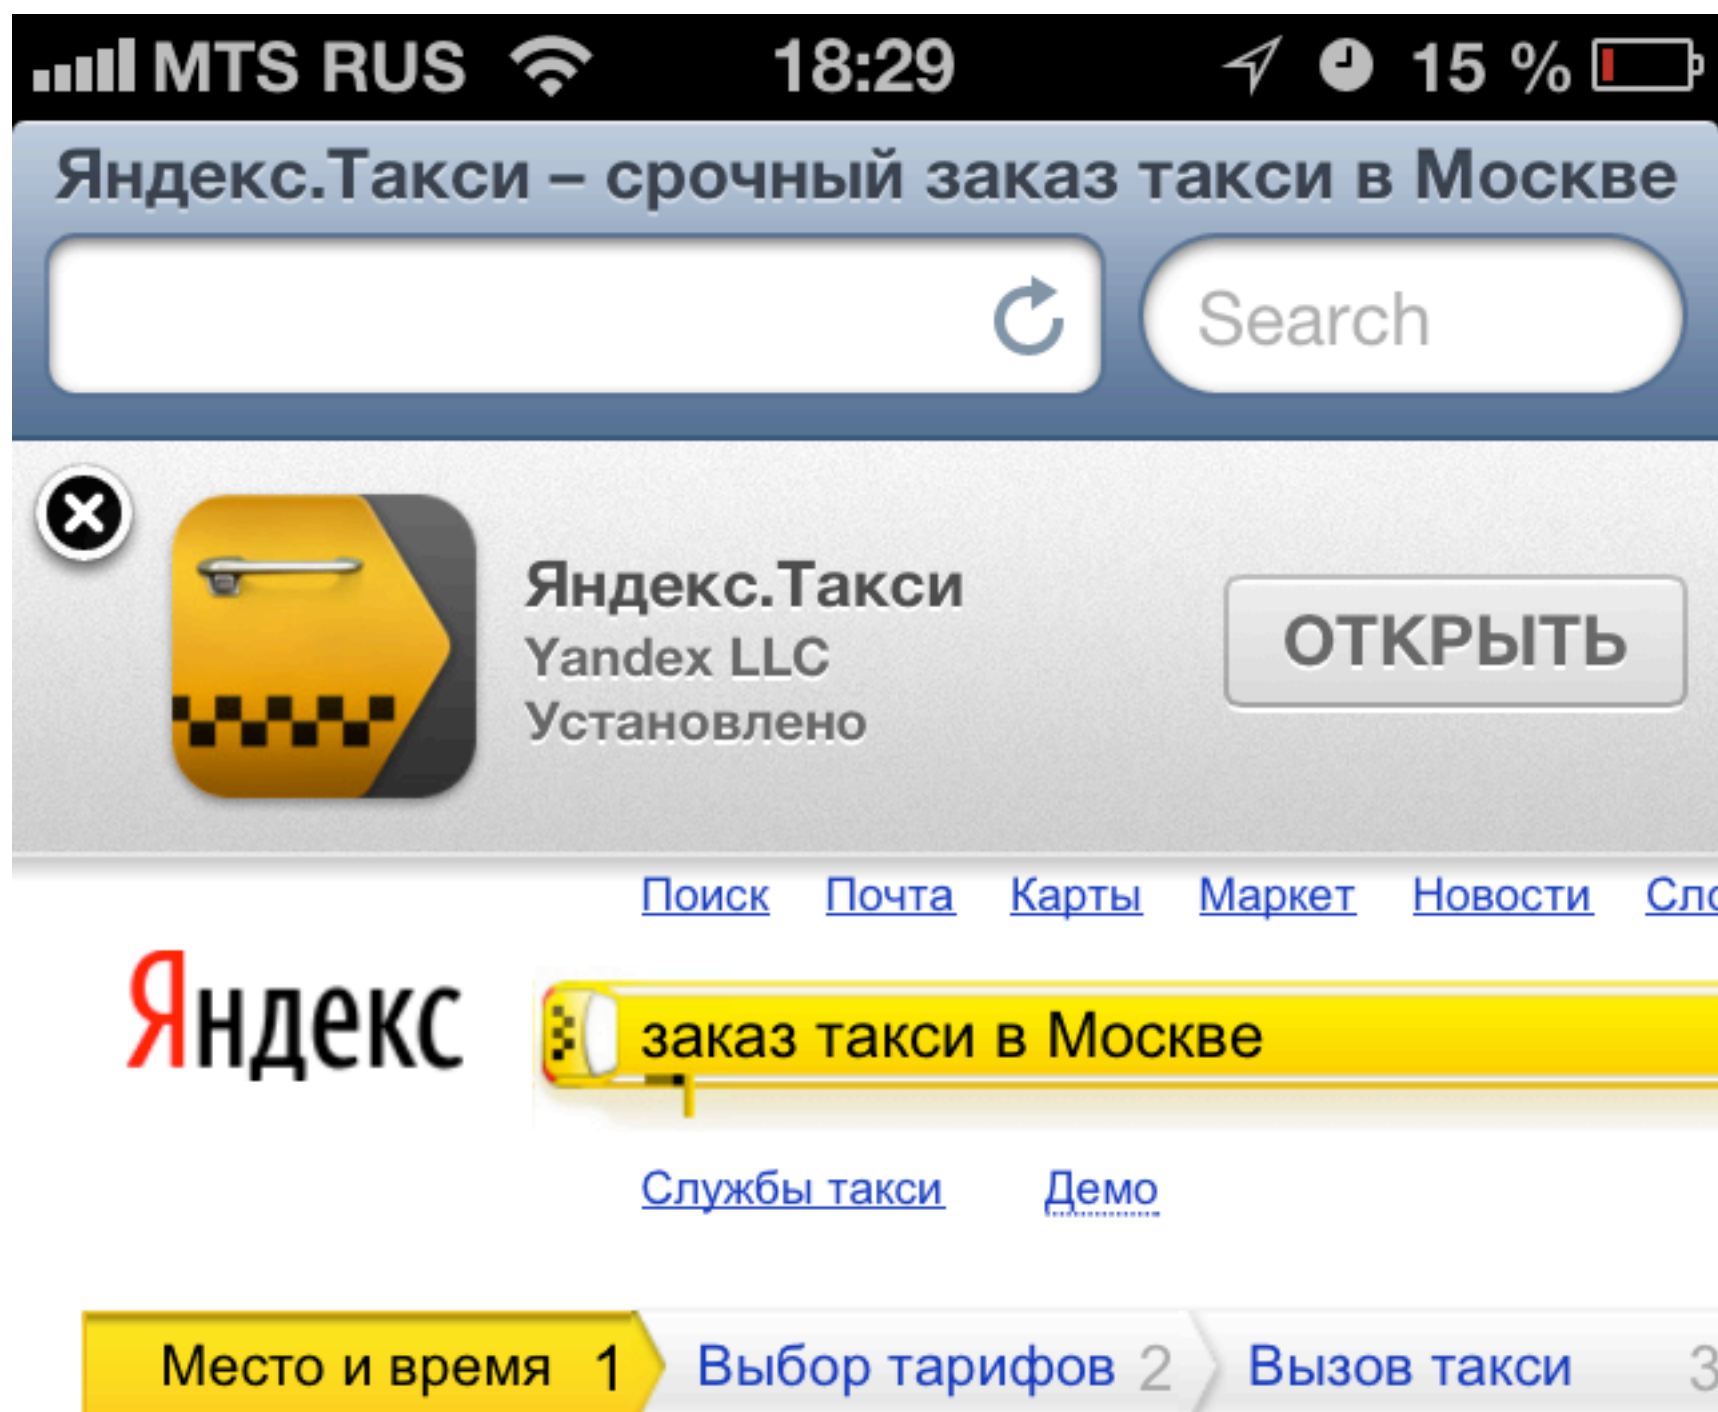 MTS RUS 18:29 15 %
Яндекс.Такси – срочный заказ такси в Москве
Search
Яндекс.Такси
Yandex LLC
Установлено
ОТКРЫТЬ
Поиск Почта Карты Маркет Новости Сло
Яндекс
заказ такси в Москве
Службы такси Демо
Место и время 1 Выбор тарифов 2 Вызов такси 3